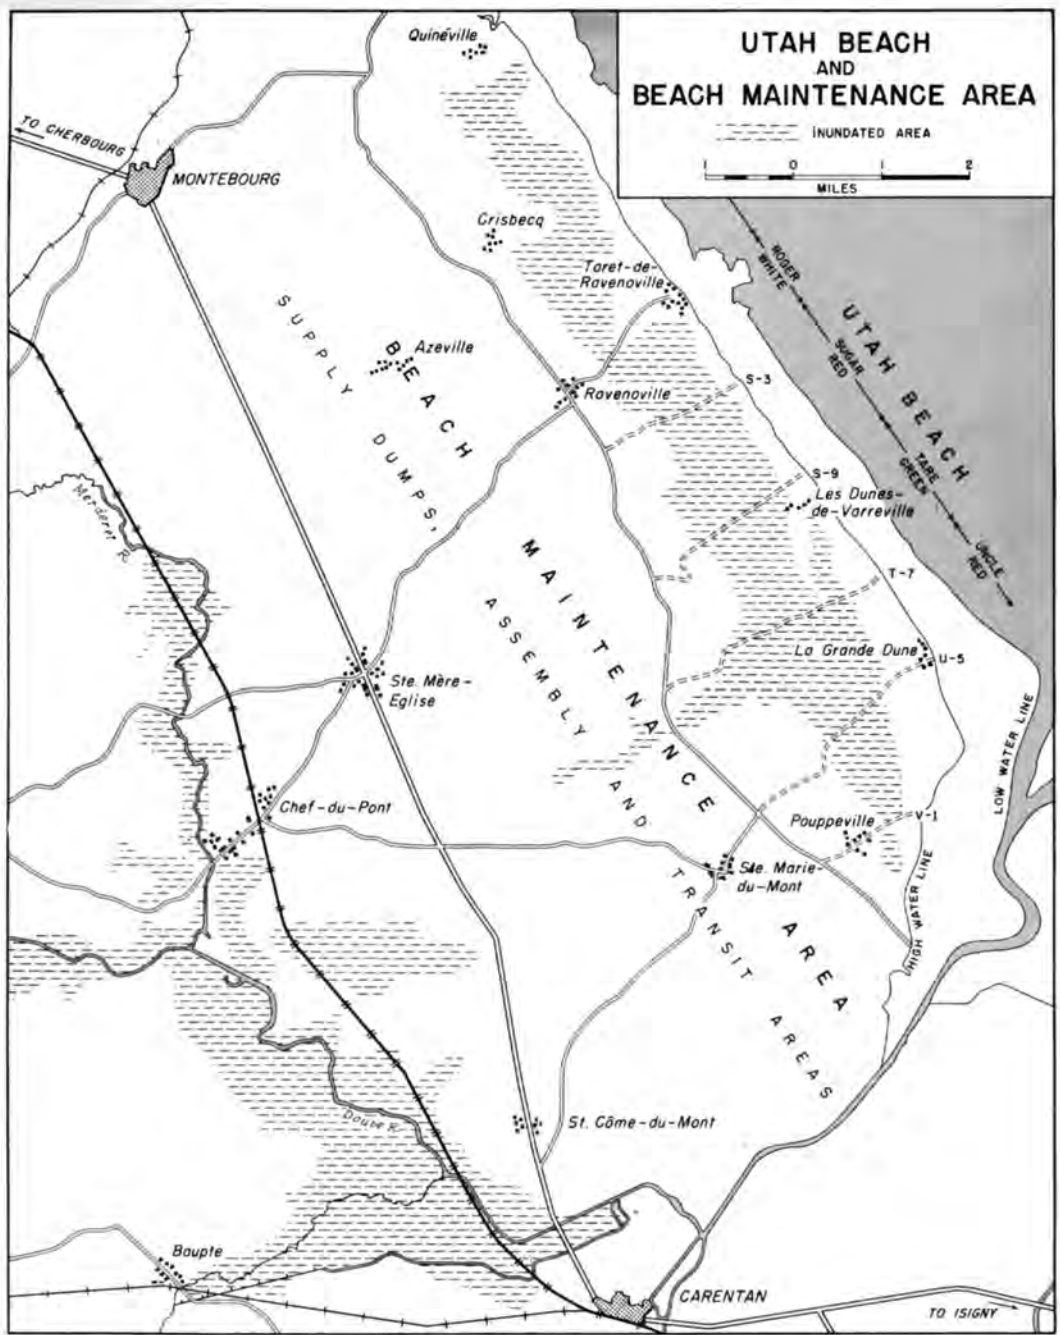 UTAH BEACH
AND
BEACH MAINTENANCE AREA
INUNDATED AREA
1 0 1 2
MILES
Quinéville
TO CHERBOURG
MONTEBOURG
Crisbecq
Taret-de-
Ravenoville
ROGER
WHITE
UTAH BEACH
SUGAR
RED
TARE
GREEN
UNCLE
RED
Azeville
Ravenoville
S-3
S-9
Les Dunes-
de-Varreville
T-7
La Grande Dune
U-5
Merderet R.
SUPPLY DUMPS,
ASSEMBLY AND
TRANSIT AREAS
BEACH MAINTENANCE AREA
Ste. Mère-
Eglise
LOW WATER LINE
Chef-du-Pont
Pouppeville
V-1
Ste. Marie-
du-Mont
HIGH WATER LINE
Douve R.
St. Côme-du-Mont
Baupte
CARENTAN
TO ISIGNY